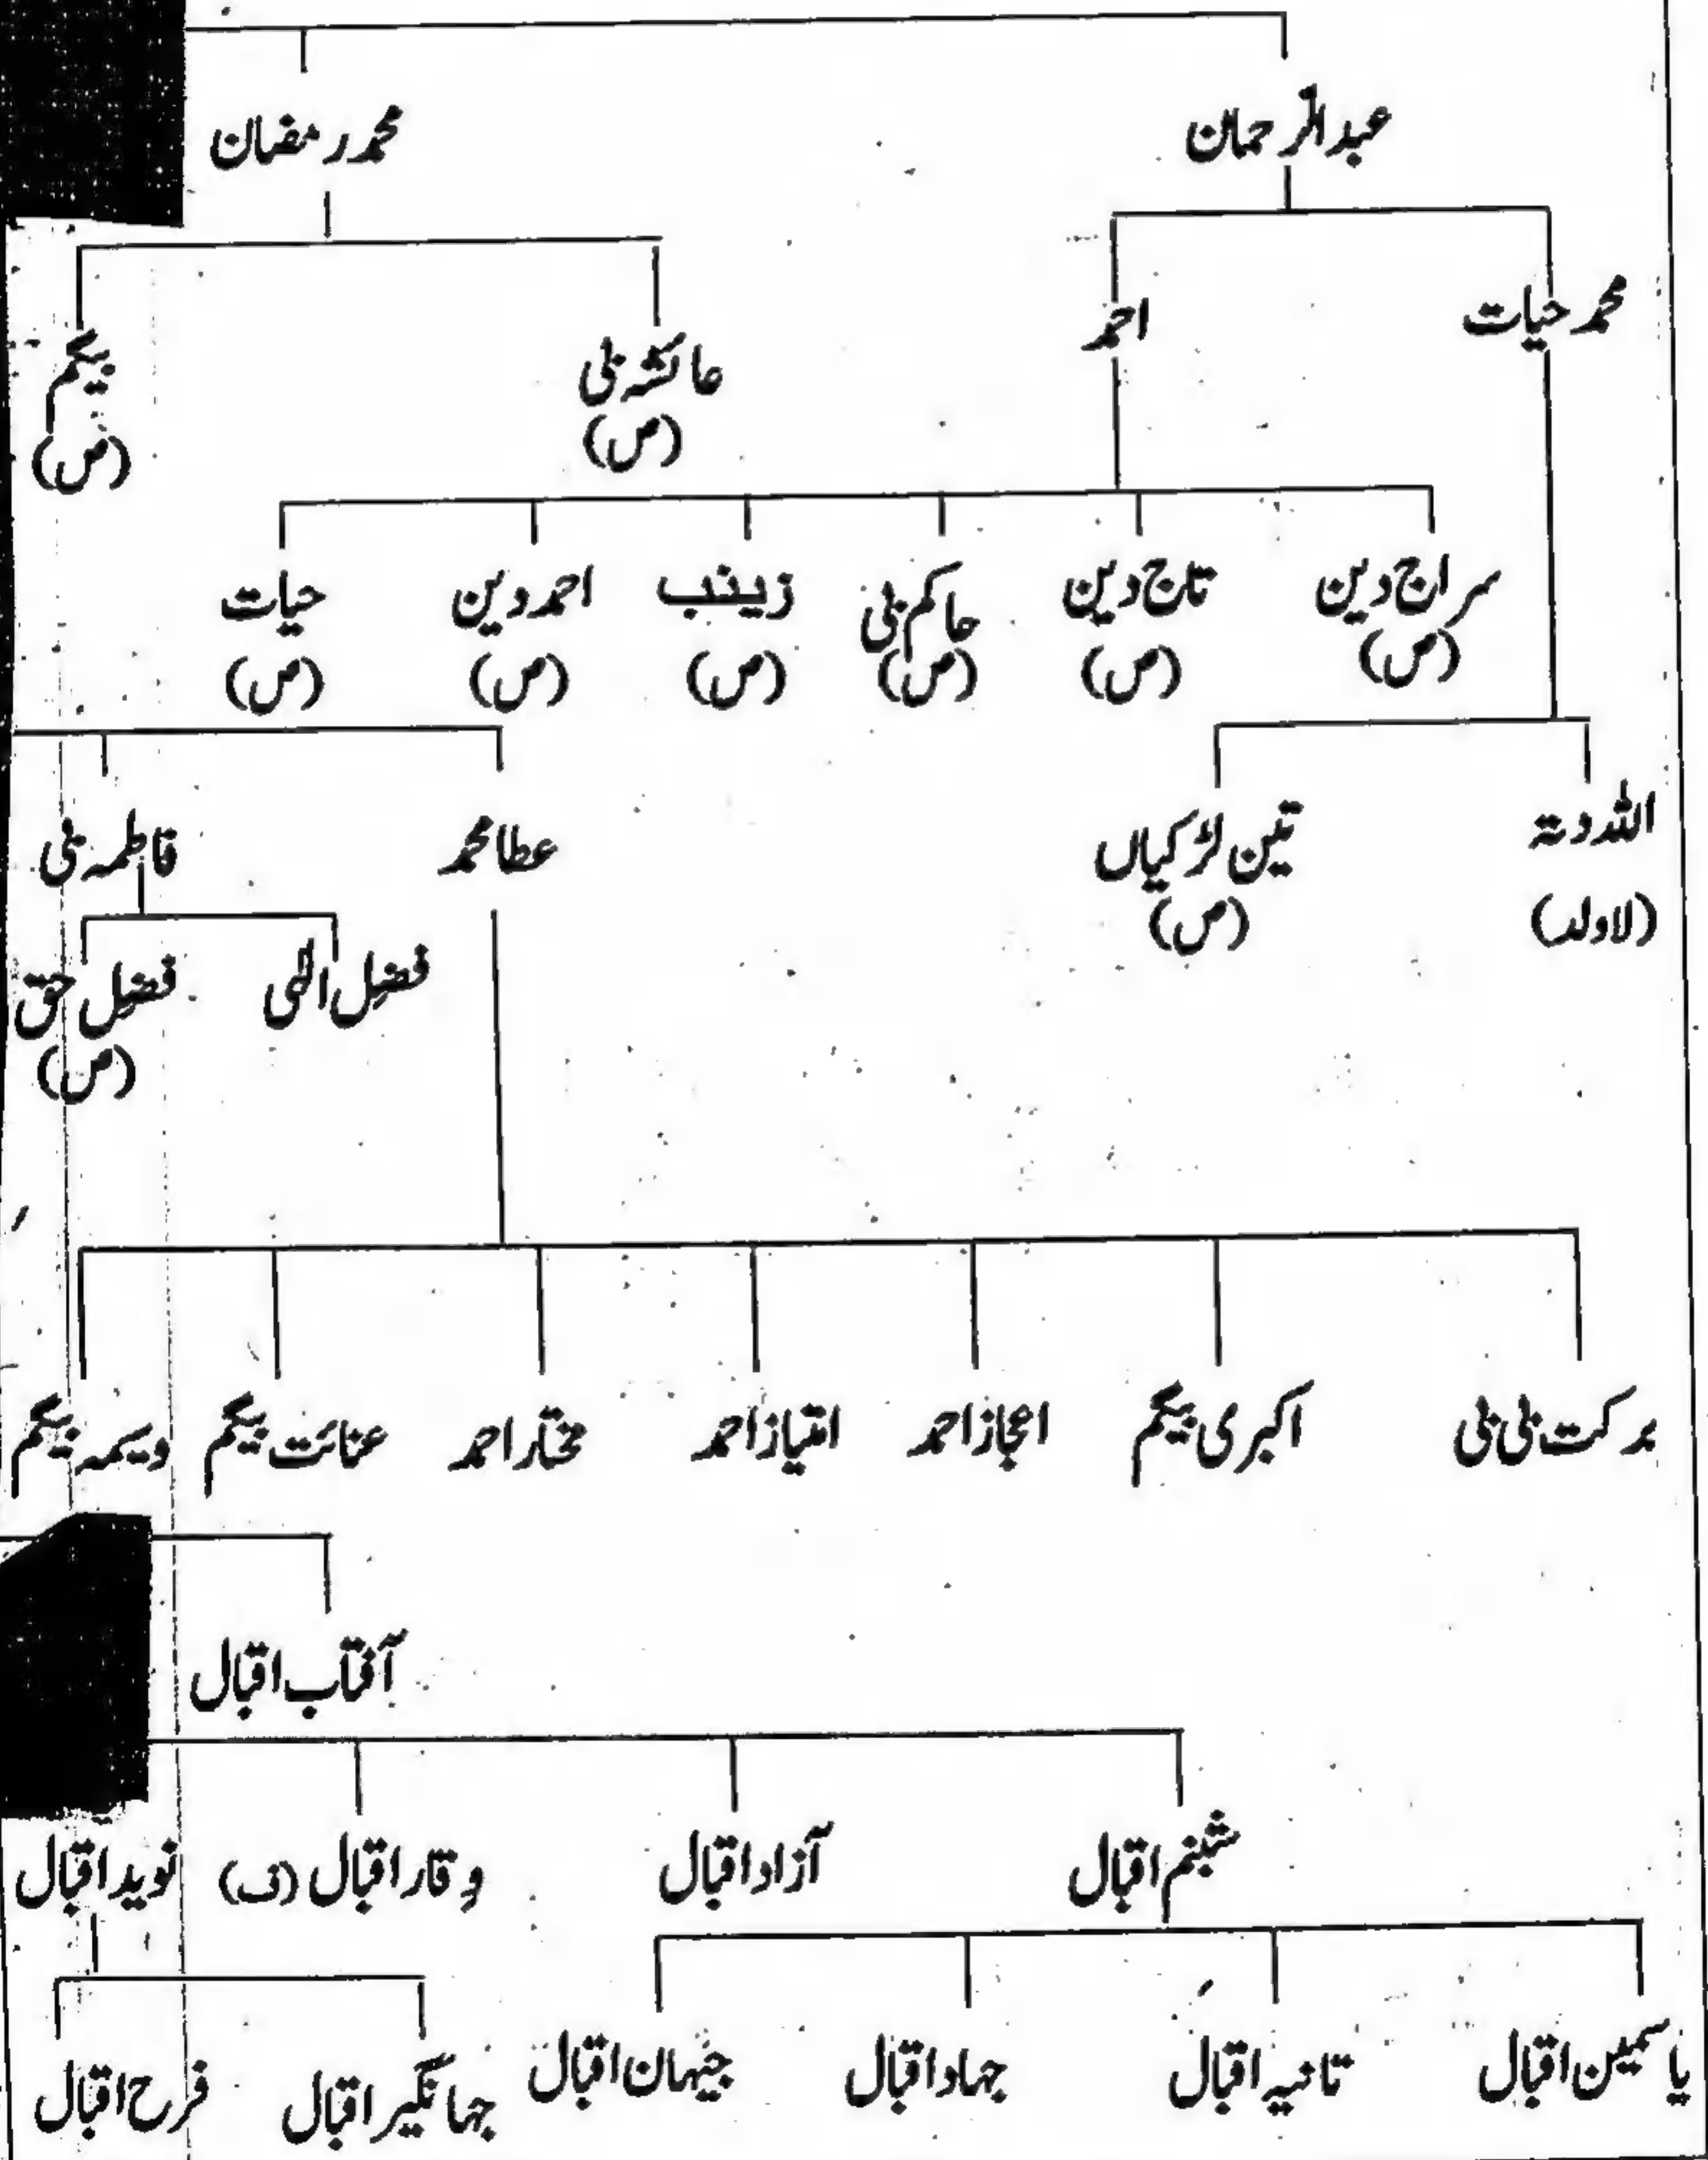 عبدالرحمان محمد رمضان
محمد حیات احمد عائشہ بی بیگم
(ص) (ص)
سراج دین تاج دین حاکم بی زینب احمد دین حیات
(ص) (ص) (ص) (ص) (ص) (ص)
اللہ دتہ تین لڑکیاں عطا محمد فاطمہ بی
(لاولد) (ص)
فضل الٰہی فضل حق
(ص)
برکت بی بی اکبری بیگم اعجاز احمد امتیاز احمد مختار احمد عنائت بیگم وسیمہ بیگم
آفتاب اقبال
شبنم اقبال آزاد اقبال وقار اقبال (ف) نوید اقبال
یاسمین اقبال تانیہ اقبال جہاد اقبال جیہان اقبال جہانگیر اقبال فرح اقبال